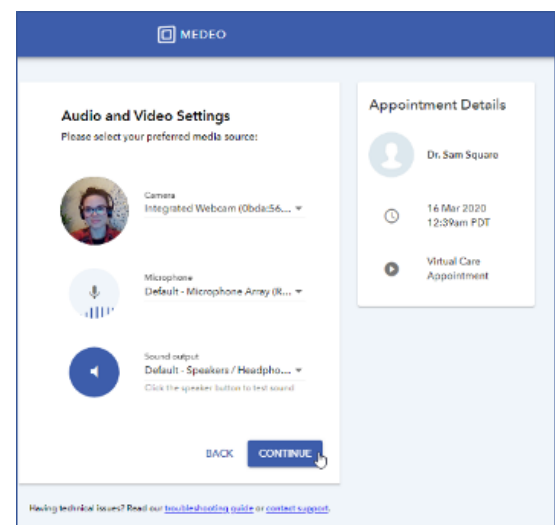 MEDEO
Audio and Video Settings
Please select your preferred media source:
Camera
Integrated Webcam (0bda:56...
Microphone
Default - Microphone Array (R...
Sound output
Default - Speakers / Headpho...
Click the speaker button to test sound
BACK
CONTINUE
Appointment Details
Dr. Sam Square
16 Mar 2020
12:39am PDT
Virtual Care
Appointment
Having technical issues? Read our troubleshooting guide or contact support.